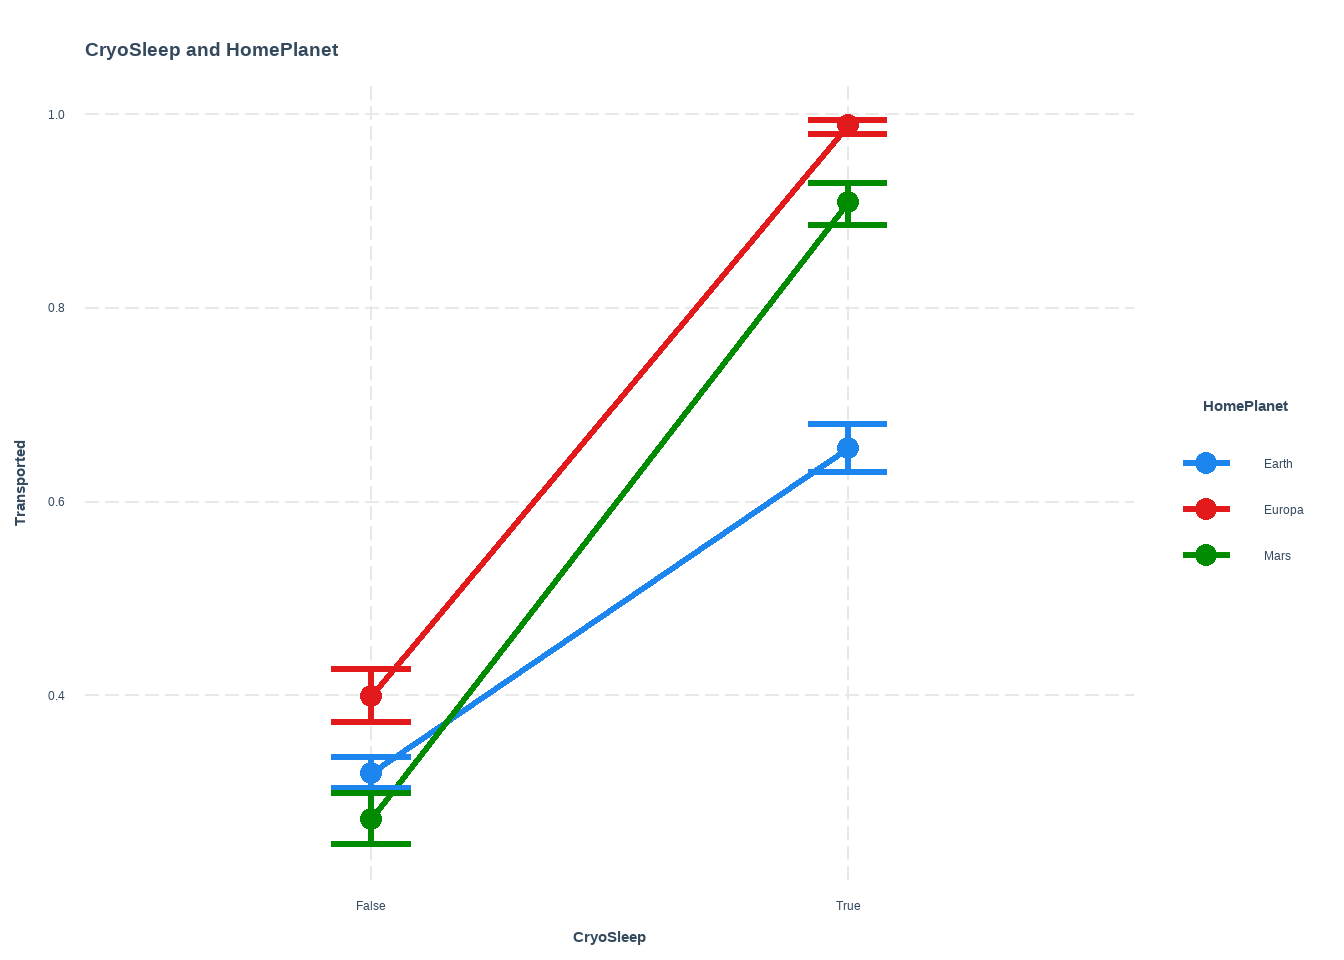 CryoSleep and HomePlanet
1.0
0.8
0.6
0.4
Transported
False
True
CryoSleep
HomePlanet
Earth
Europa
Mars